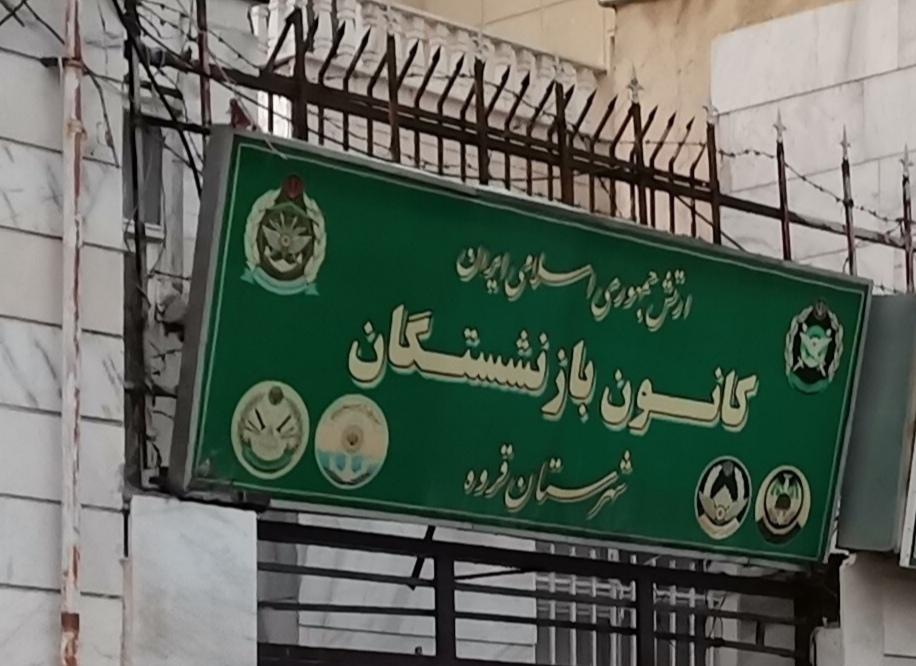 ارتش جمهوری اسلامی ایران
کانون بازنشستگان
شهرستان قروه